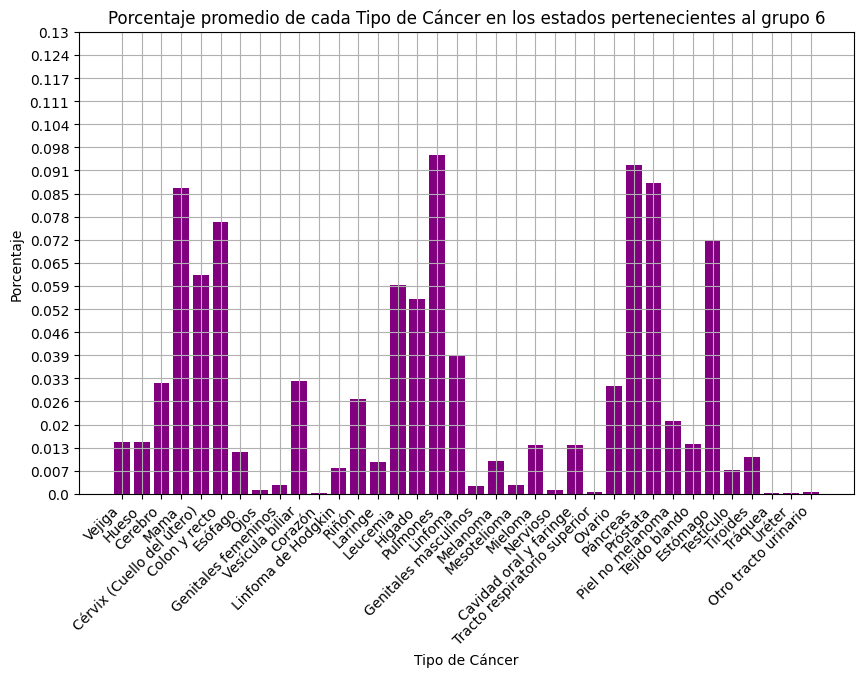 Porcentaje promedio de cada Tipo de Cáncer en los estados pertenecientes al grupo 6
0.13
0.124
0.117
0.111
0.104
0.098
0.091
0.085
0.078
0.072
0.065
0.059
0.052
0.046
0.039
0.033
0.026
0.02
0.013
0.007
0.0
Porcentaje
Vejiga
Hueso
Cerebro
Mama
Cérvix (Cuello del útero)
Colon y recto
Esófago
Ojos
Genitales femeninos
Vesícula biliar
Corazón
Linfoma de Hodgkin
Riñón
Laringe
Leucemia
Hígado
Pulmones
Linfoma
Genitales masculinos
Melanoma
Mesotelioma
Mieloma
Nervioso
Cavidad oral y faringe
Tracto respiratorio superior
Ovario
Páncreas
Próstata
Piel no melanoma
Tejido blando
Estómago
Testículo
Tiroides
Tráquea
Uréter
Otro tracto urinario
Tipo de Cáncer